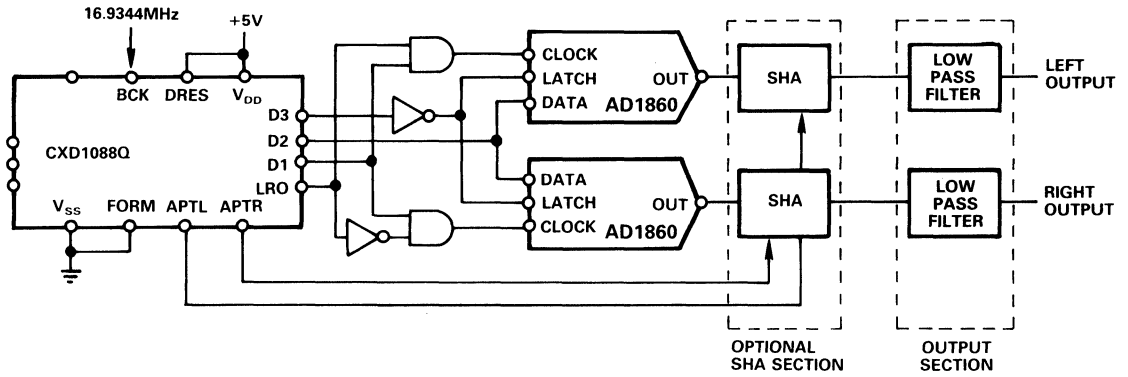 16.9344MHz
+5V
BCK DRES VDD
D3
D2
D1
LRO
CXD1088Q
VSS FORM APTL APTR
CLOCK
LATCH
DATA
OUT
AD1860
DATA
LATCH
CLOCK
OUT
AD1860
SHA
SHA
OPTIONAL
SHA SECTION
LOW
PASS
FILTER
LOW
PASS
FILTER
OUTPUT
SECTION
LEFT
OUTPUT
RIGHT
OUTPUT